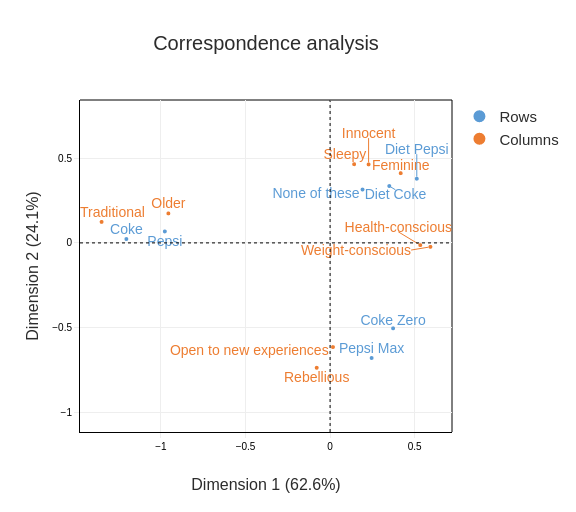 Correspondence analysis
Rows
Columns
Innocent
Sleepy
Diet Pepsi
Feminine
None of these
Diet Coke
Older
Traditional
Coke
Pepsi
Health-conscious
Weight-conscious
Coke Zero
Open to new experiences
Pepsi Max
Rebellious
0.5
0
−0.5
−1
−1
−0.5
0
0.5
Dimension 2 (24.1%)
Dimension 1 (62.6%)